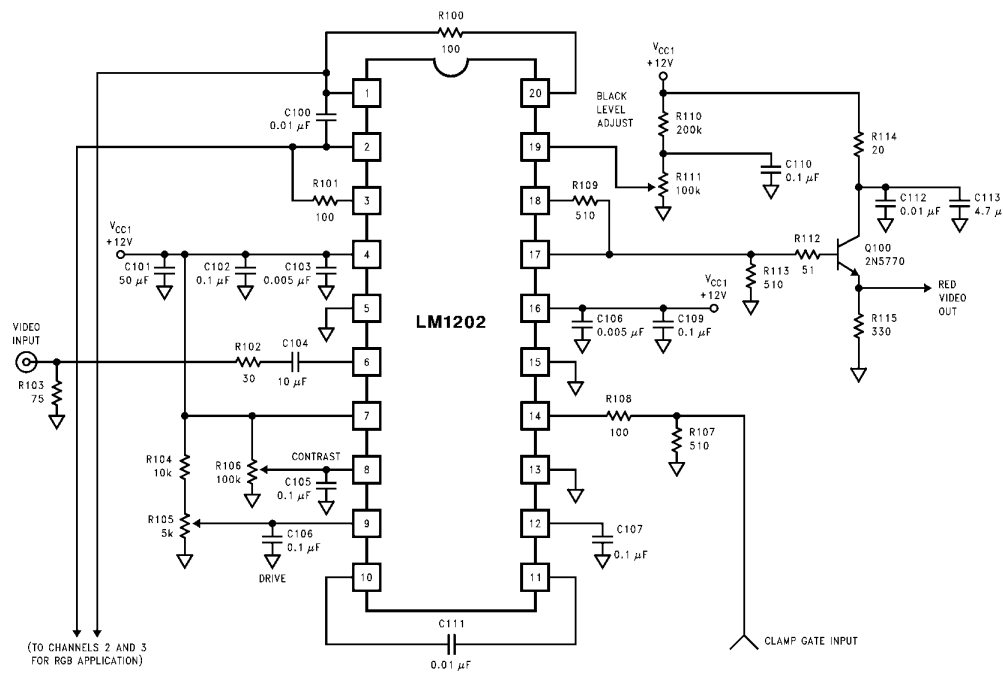 R100
100
V_CC1
+12V
BLACK
LEVEL
ADJUST
R110
200k
R114
20
1
20
C100
0.01 μF
2
19
R111
100k
C110
0.1 μF
C112
0.01 μF
C113
4.7 μ
R101
100
3
18
R109
510
V_CC1
+12V
4
17
R112
51
Q100
2N5770
C101
50 μF
C102
0.1 μF
C103
0.005 μF
R113
510
RED
VIDEO
OUT
LM1202
5
16
V_CC1
+12V
C106
0.005 μF
C109
0.1 μF
R115
330
VIDEO
INPUT
R103
75
R102
30
C104
10 μF
6
15
7
14
R108
100
R107
510
R104
10k
R106
100k
CONTRAST
8
13
C105
0.1 μF
R105
5k
9
12
C106
0.1 μF
DRIVE
C107
0.1 μF
10
11
C111
0.01 μF
(TO CHANNELS 2 AND 3
FOR RGB APPLICATION)
CLAMP GATE INPUT